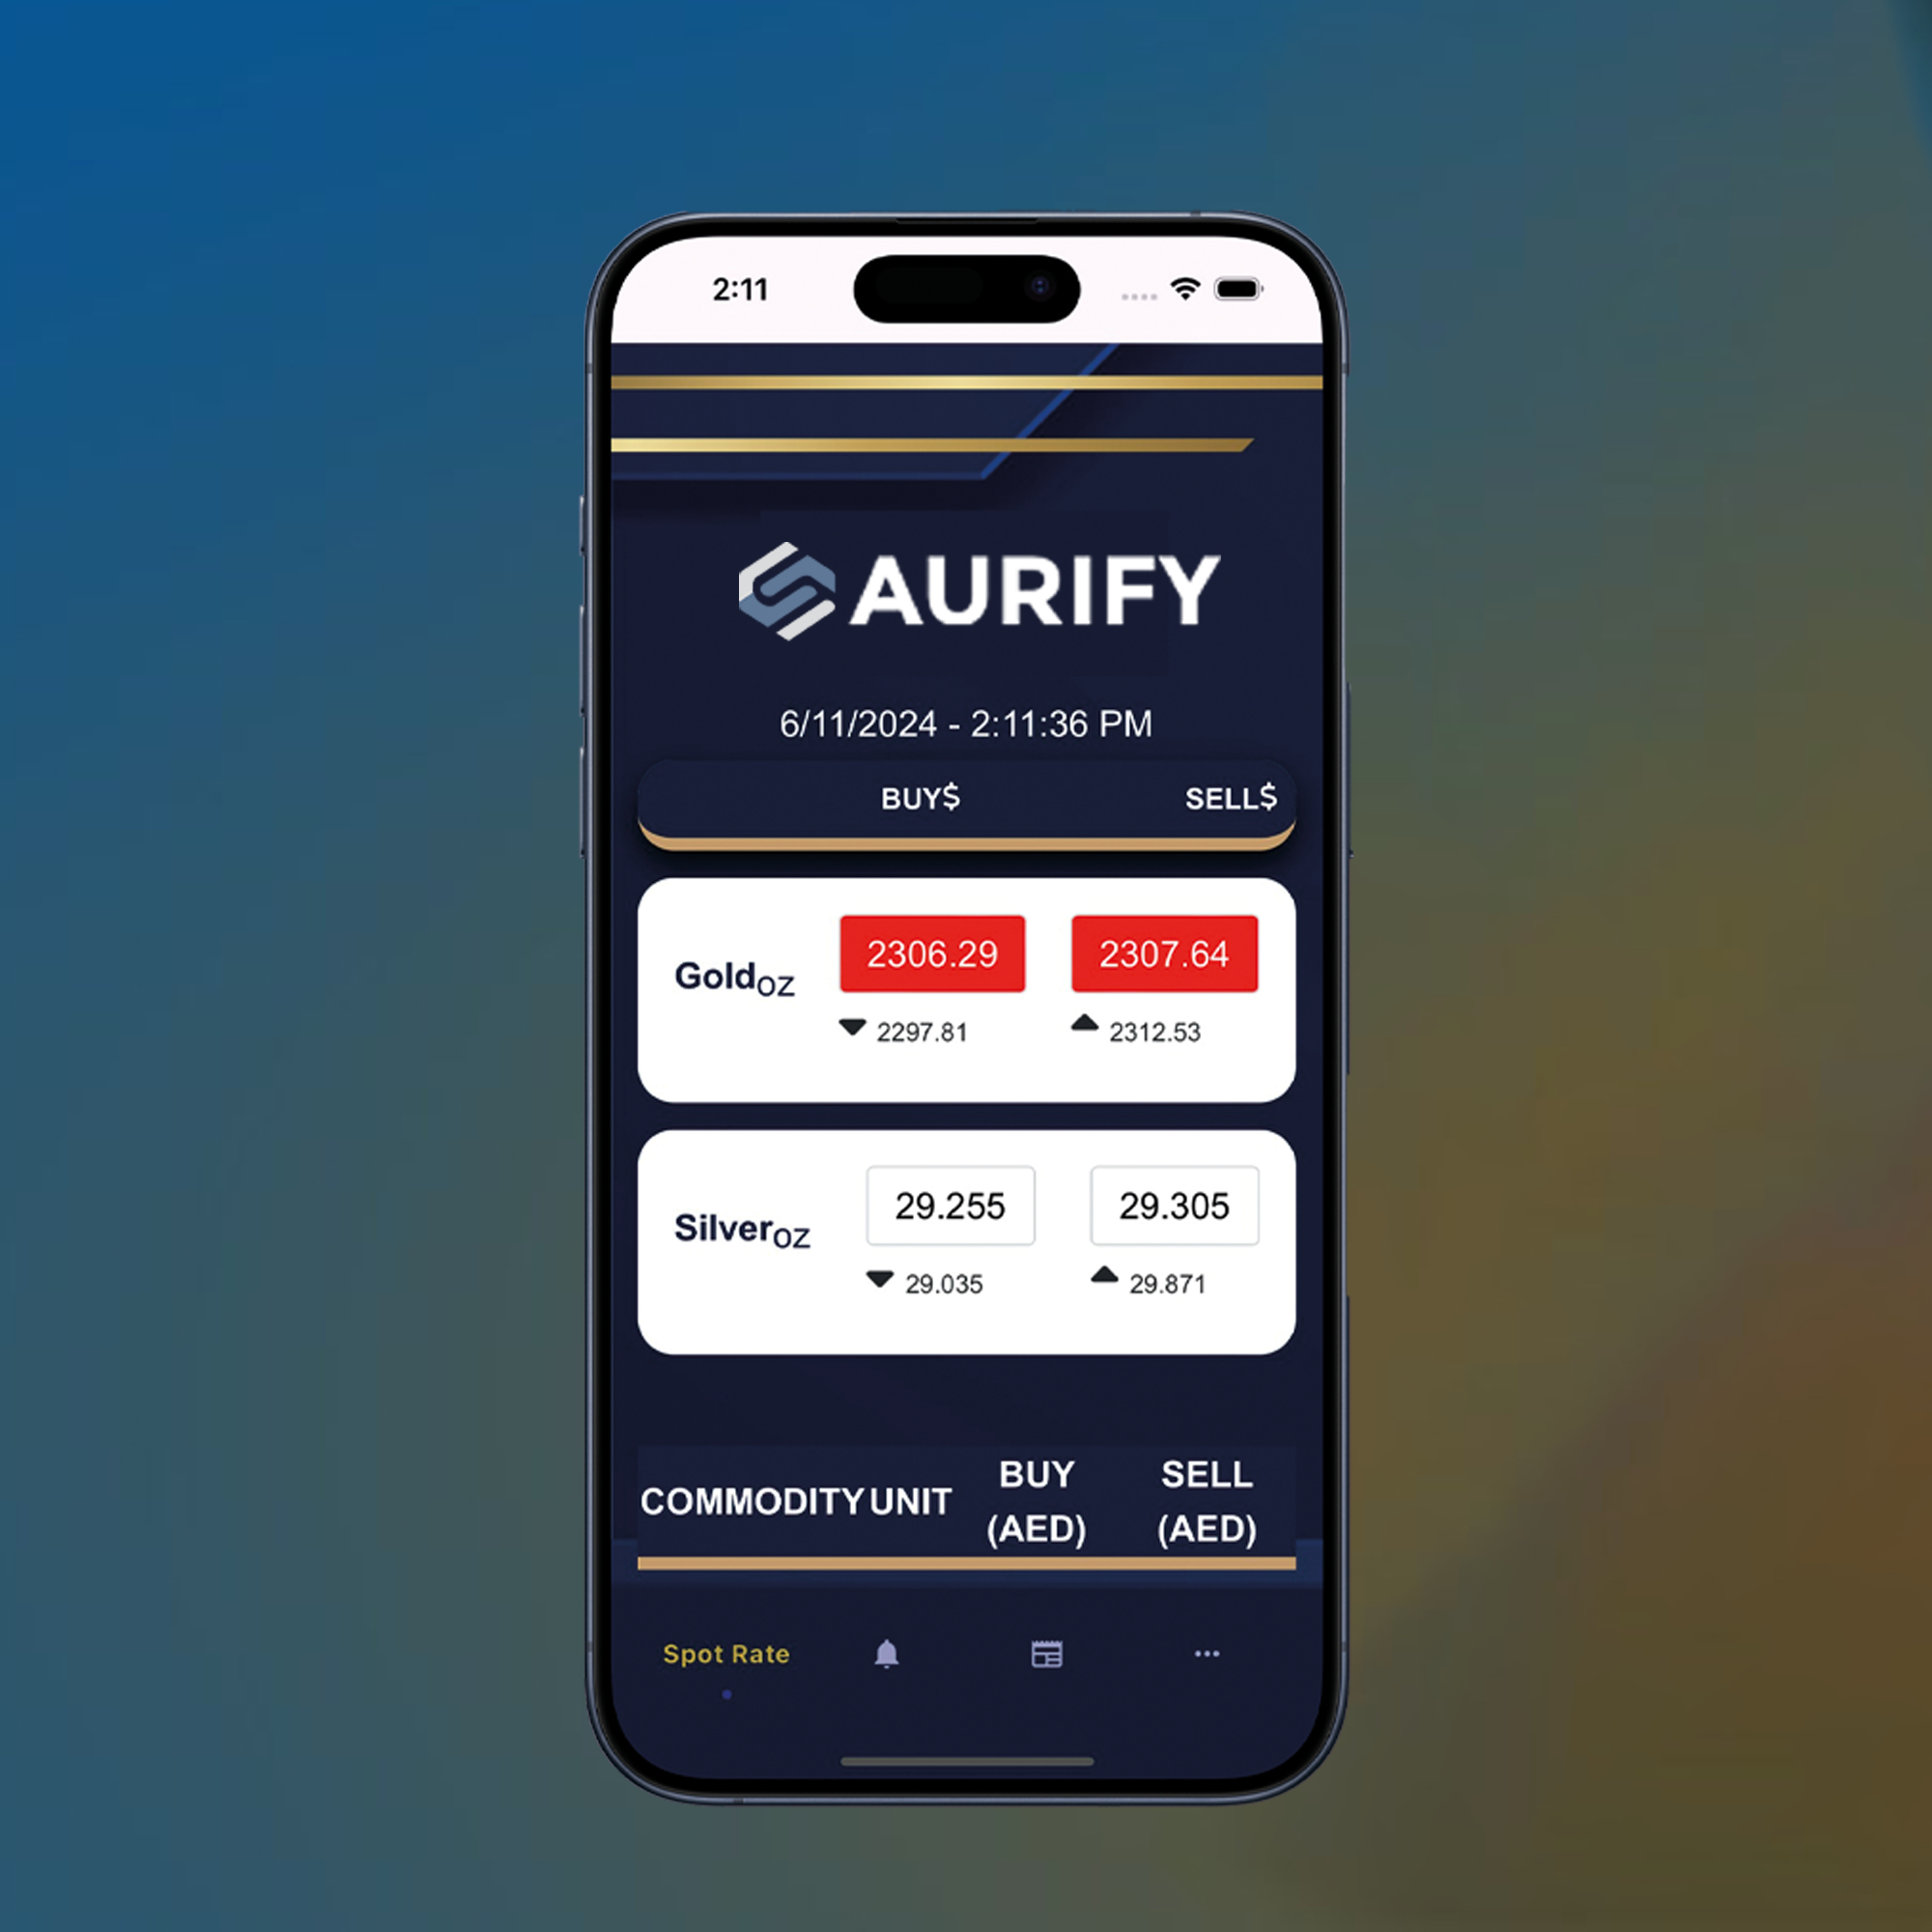 2:11
AURIFY
6/11/2024 - 2:11:36 PM
BUY$ SELL$
Goldoz 2306.29 2307.64
2297.81 2312.53
Silveroz 29.255 29.305
29.035 29.871
COMMODITY UNIT BUY (AED) SELL (AED)
Spot Rate